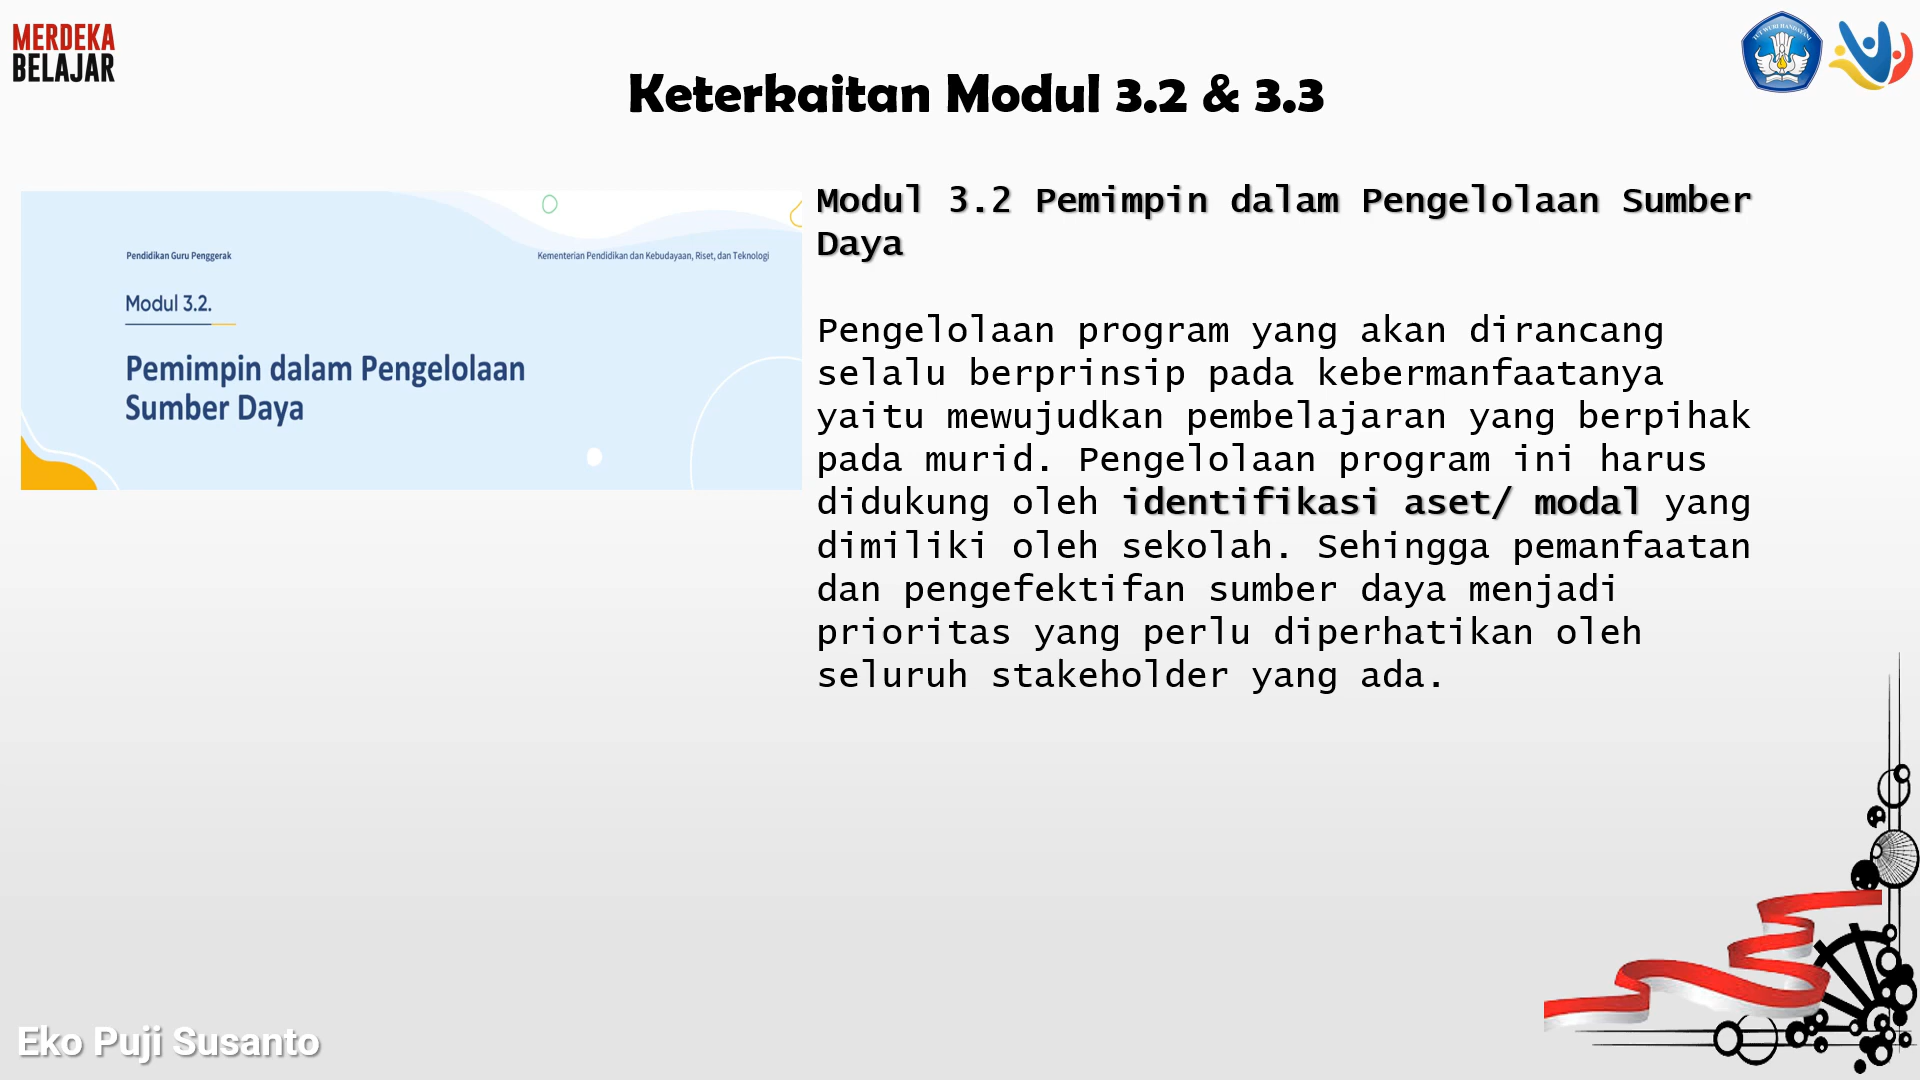 MERDEKA
BELAJAR
TUT WURI HANDAYANI
Keterkaitan Modul 3.2 & 3.3
Pendidikan Guru Penggerak
Kementerian Pendidikan dan Kebudayaan, Riset, dan Teknologi
Modul 3.2.
Pemimpin dalam Pengelolaan
Sumber Daya
Modul 3.2 Pemimpin dalam Pengelolaan Sumber
Daya
Pengelolaan program yang akan dirancang
selalu berprinsip pada kebermanfaatanya
yaitu mewujudkan pembelajaran yang berpihak
pada murid. Pengelolaan program ini harus
didukung oleh identifikasi aset/ modal yang
dimiliki oleh sekolah. Sehingga pemanfaatan
dan pengefektifan sumber daya menjadi
prioritas yang perlu diperhatikan oleh
seluruh stakeholder yang ada.
Eko Puji Susanto